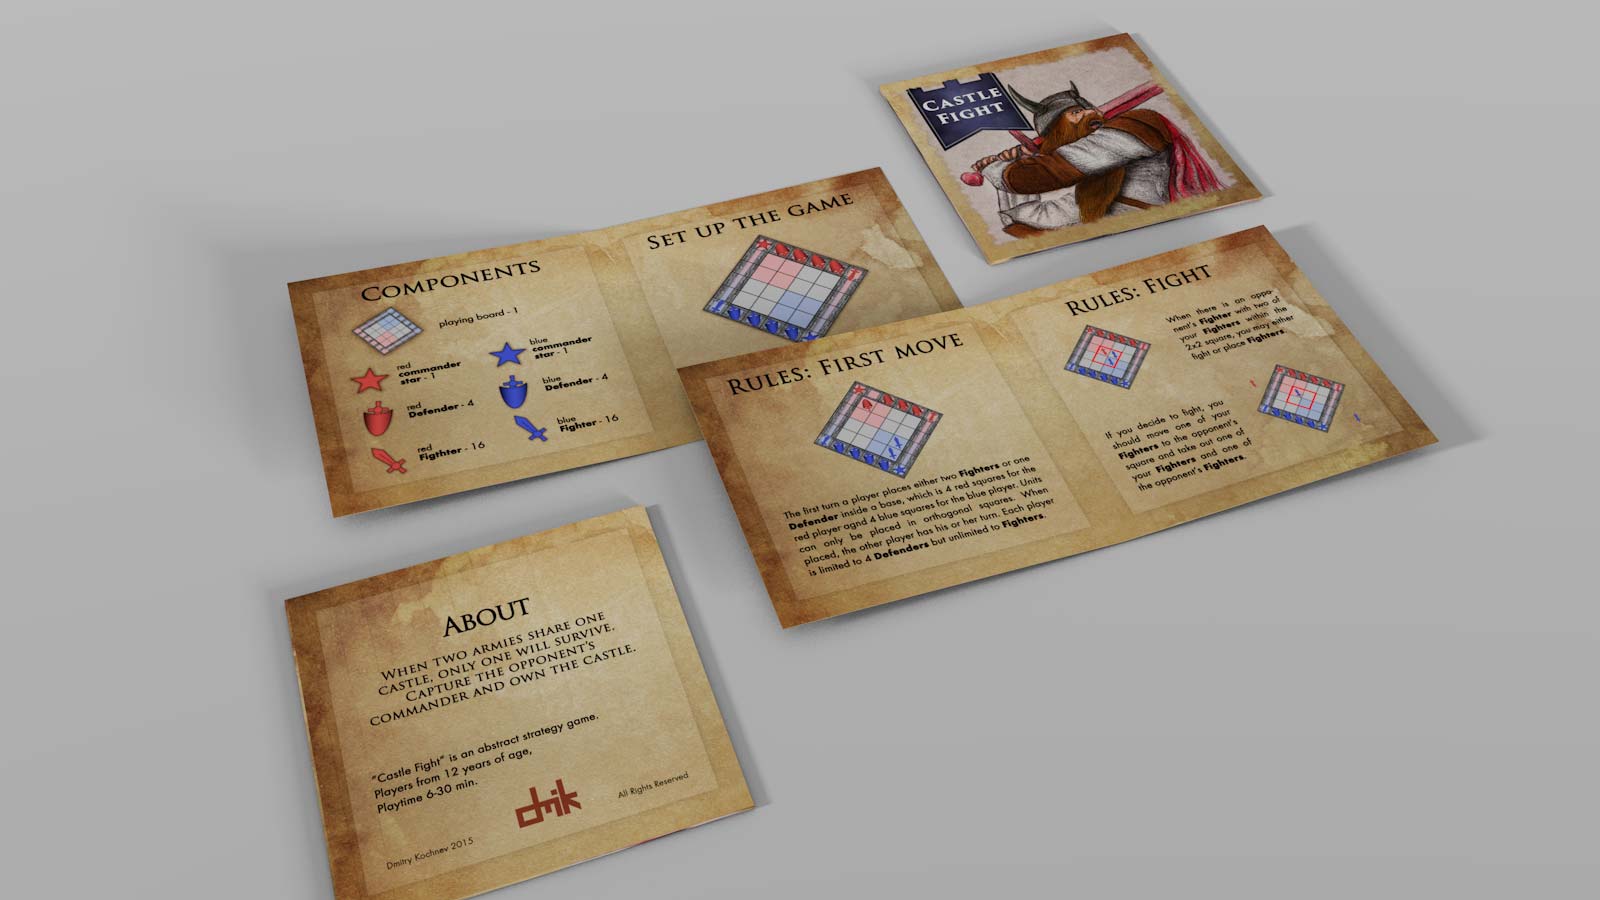 CASTLE
FIGHT
COMPONENTS
playing board - 1
red
commander
star - 1
blue
commander
star - 1
red
Defender - 4
blue
Defender - 4
red
Figthter - 16
blue
Fighter - 16
SET UP THE GAME
RULES: FIRST MOVE
The first turn a player places either two Fighters or one
Defender inside a base, which is 4 red squares for the
red player agnd 4 blue squares for the blue player. Units
can only be placed in orthogonal squares. When
placed, the other player has his or her turn. Each player
is limited to 4 Defenders but unlimited to Fighters.
RULES: FIGHT
When there is an oppo-
nent's Fighter with two of
your Fighters within the
2x2 square, you may either
fight or place Fighters.
If you decide to fight, you
should move one of your
Fighters to the opponent's
square and take out one of
your Fighters and one of
the opponent's Fighters.
ABOUT
WHEN TWO ARMIES SHARE ONE
CASTLE, ONLY ONE WILL SURVIVE.
CAPTURE THE OPPONENT'S
COMMANDER AND OWN THE CASTLE.
"Castle Fight" is an abstract strategy game.
Players from 12 years of age,
Playtime 6-30 min.
dmk
All Rights Reserved
Dmitry Kochnev 2015